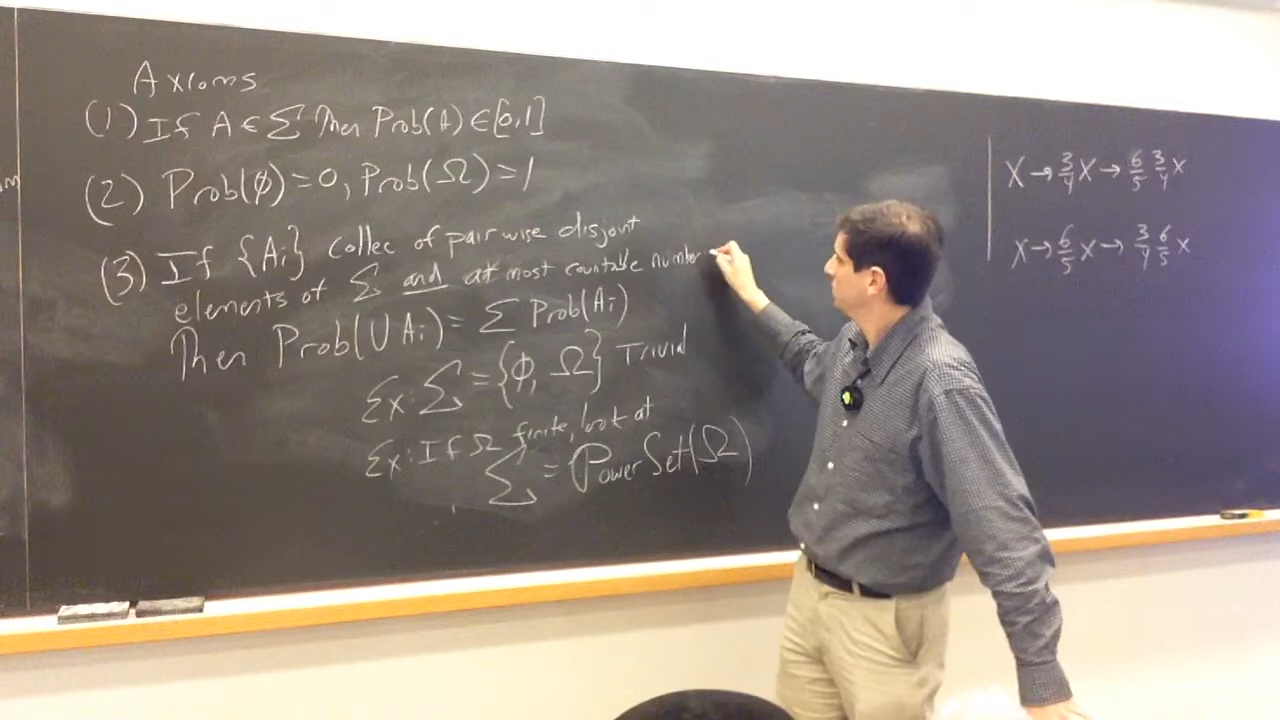 Axioms
(1) If A ∈ Σ Then Prob(A) ∈ [0,1]
(2) Prob(ϕ)=0, Prob(Ω)=1
(3) If {Aᵢ} collec of pairwise disjoint
elements of Σ and at most countable number
Then Prob(∪Aᵢ) = Σ Prob(Aᵢ)
Ex: Σ = {ϕ, Ω} Trivial
Ex: If Ω finite, look at
Σ = PowerSet(Ω)
X → 3/4 X → 6/5 3/4 X
X → 6/5 X → 3/4 6/5 X